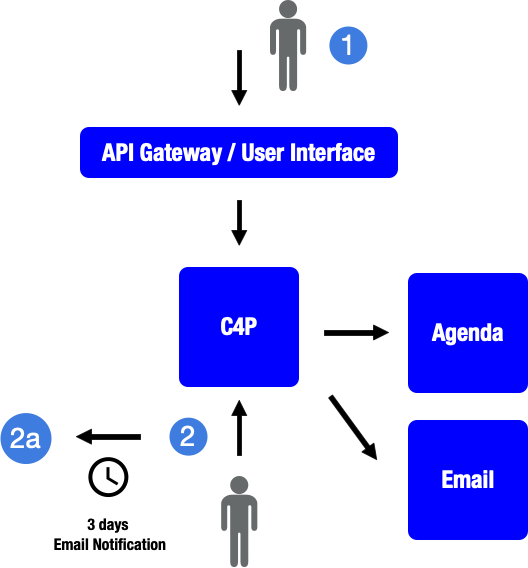 1
API Gateway / User Interface
C4P
Agenda
2a
2
Email
3 days
Email Notification